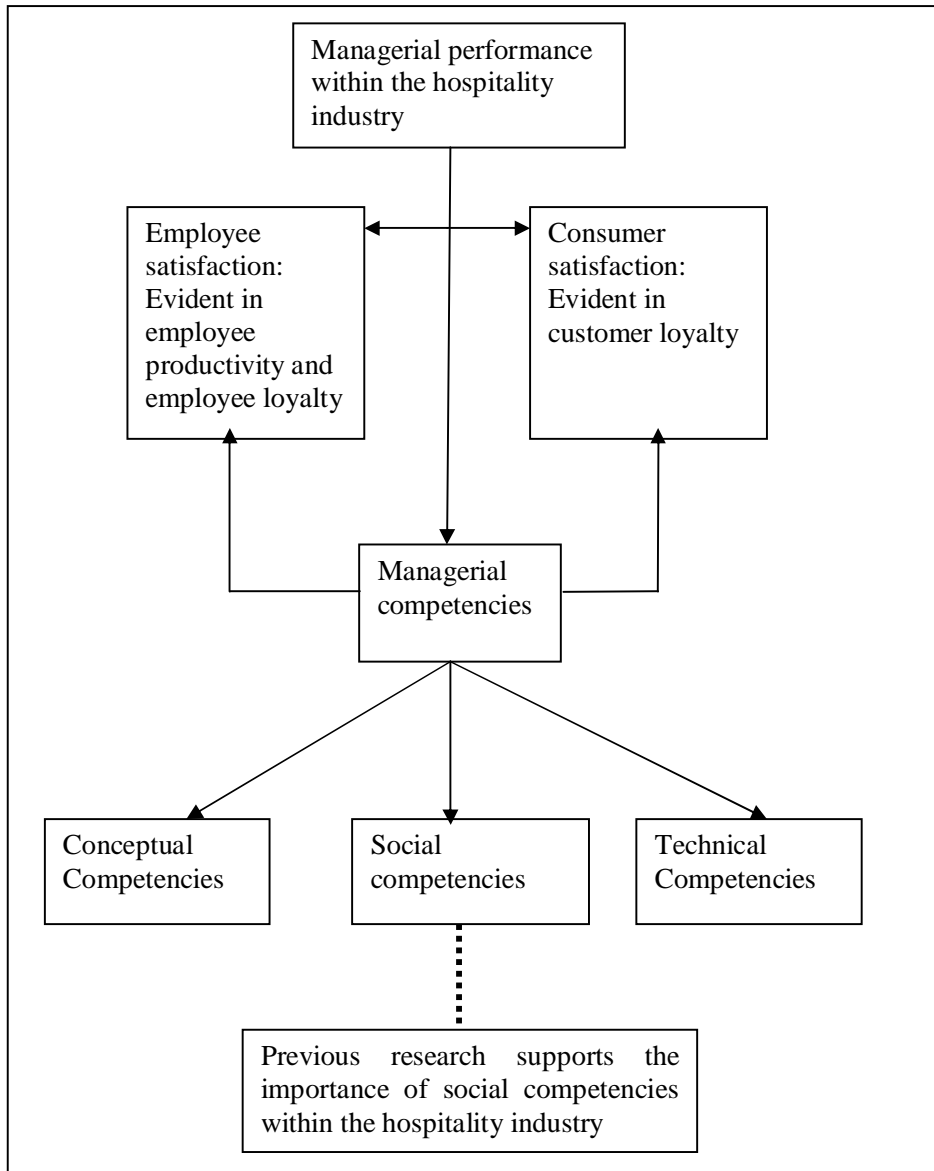 Managerial performance
within the hospitality
industry
Employee
satisfaction:
Evident in
employee
productivity and
employee loyalty
Consumer
satisfaction:
Evident in
customer loyalty
Managerial
competencies
Conceptual
Competencies
Social
competencies
Technical
Competencies
Previous research supports the
importance of social competencies
within the hospitality industry